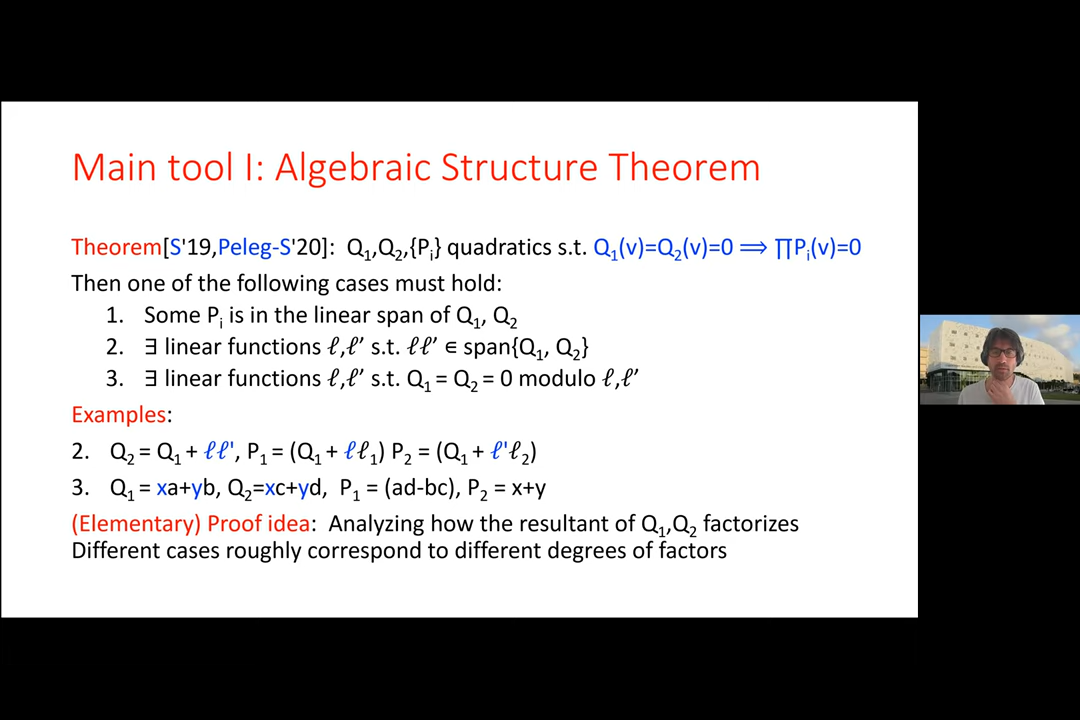 Main tool I: Algebraic Structure Theorem
Theorem[S'19,Peleg-S'20]: Q₁,Q₂,{Pᵢ} quadratics s.t. Q₁(v)=Q₂(v)=0 ⟹ ∏Pᵢ(v)=0
Then one of the following cases must hold:
1. Some Pᵢ is in the linear span of Q₁, Q₂
2. ∃ linear functions ℓ,ℓ’ s.t. ℓℓ’ ∈ span{Q₁, Q₂}
3. ∃ linear functions ℓ,ℓ’ s.t. Q₁ = Q₂ = 0 modulo ℓ,ℓ’
Examples:
2. Q₂ = Q₁ + ℓℓ', P₁ = (Q₁ + ℓℓ₁) P₂ = (Q₁ + ℓ'ℓ₂)
3. Q₁ = xa+yb, Q₂=xc+yd, P₁ = (ad-bc), P₂ = x+y
(Elementary) Proof idea: Analyzing how the resultant of Q₁,Q₂ factorizes
Different cases roughly correspond to different degrees of factors